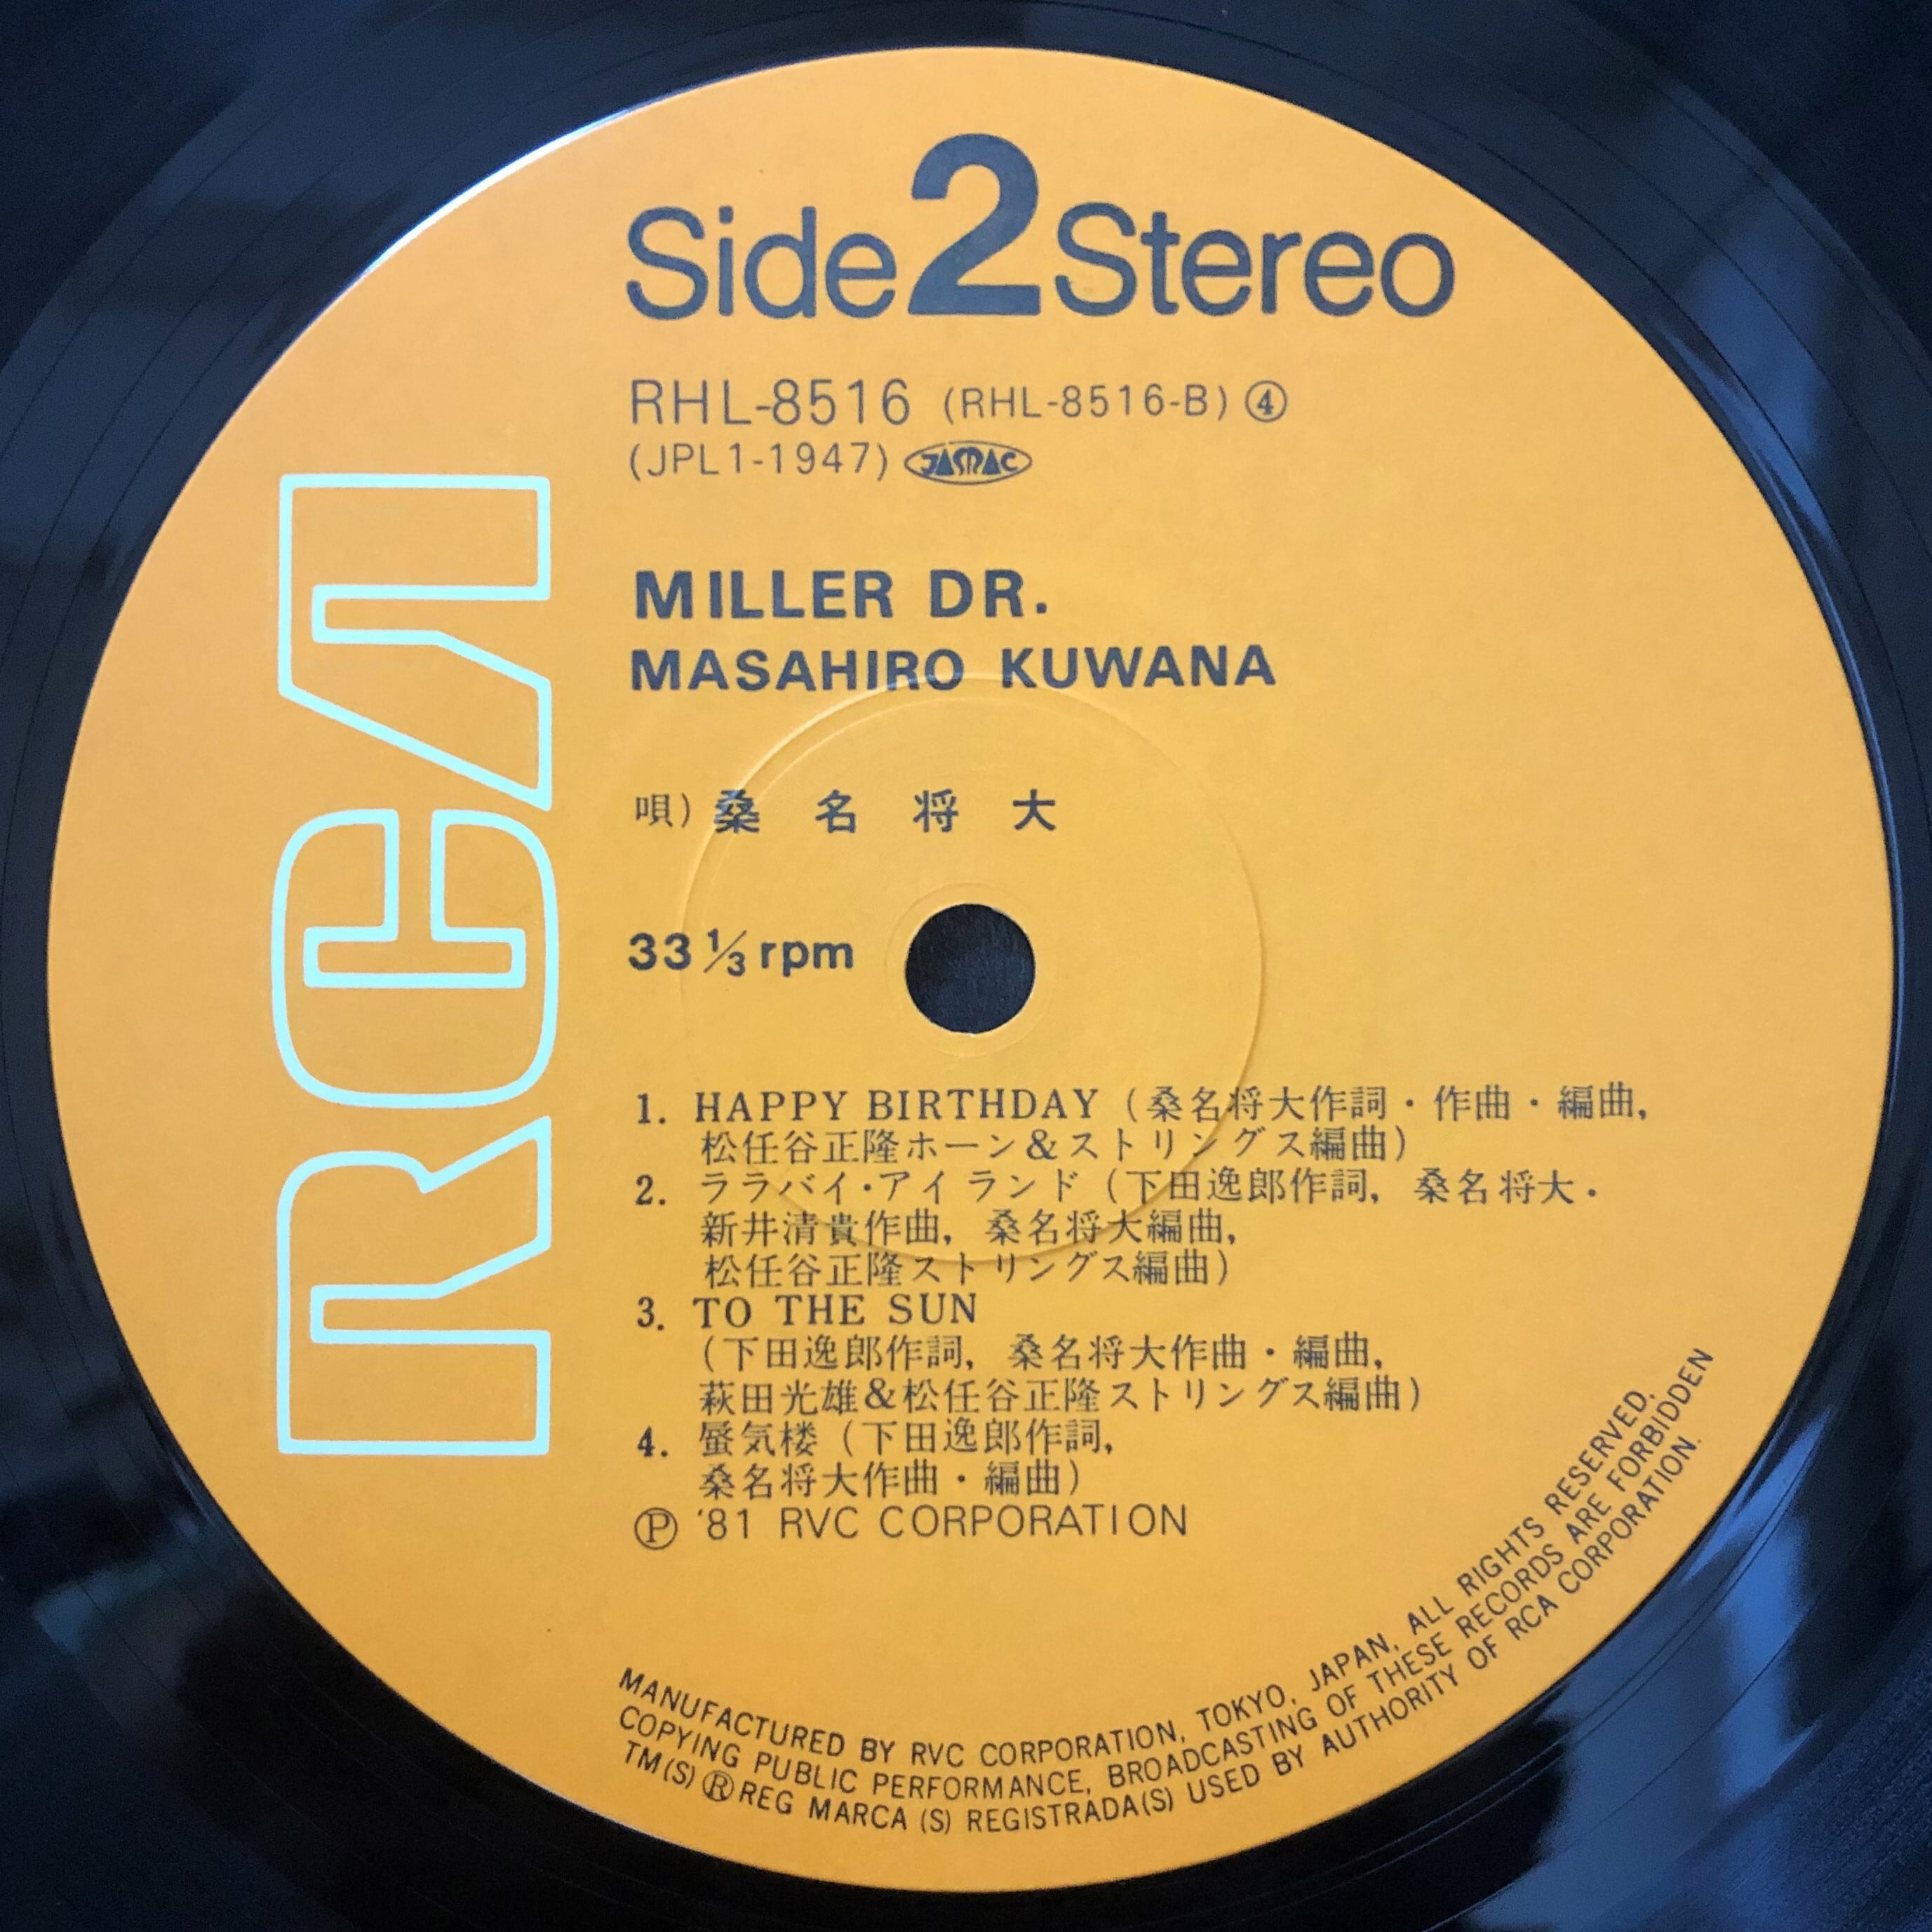 Side 2 Stereo
RHL-8516 (RHL-8516-B) ④
(JPL1-1947) JASRAC
MILLER DR.
MASAHIRO KUWANA
唄) 桑名将大
33 ⅓ rpm
RCA
1. HAPPY BIRTHDAY (桑名将大作詞・作曲・編曲,
松任谷正隆ホーン&ストリングス編曲)
2. ララバイ・アイランド (下田逸郎作詞, 桑名将大・
新井清貴作曲, 桑名将大編曲,
松任谷正隆ストリングス編曲)
3. TO THE SUN
(下田逸郎作詞, 桑名将大作曲・編曲,
萩田光雄&松任谷正隆ストリングス編曲)
4. 蜃気楼 (下田逸郎作詞,
桑名将大作曲・編曲)
Ⓟ '81 RVC CORPORATION
MANUFACTURED BY RVC CORPORATION, TOKYO, JAPAN, ALL RIGHTS RESERVED.
COPYING PUBLIC PERFORMANCE, BROADCASTING OF THESE RECORDS ARE FORBIDDEN
TM(S) ® REG MARCA (S) REGISTRADA(S) USED BY AUTHORITY OF RCA CORPORATION.